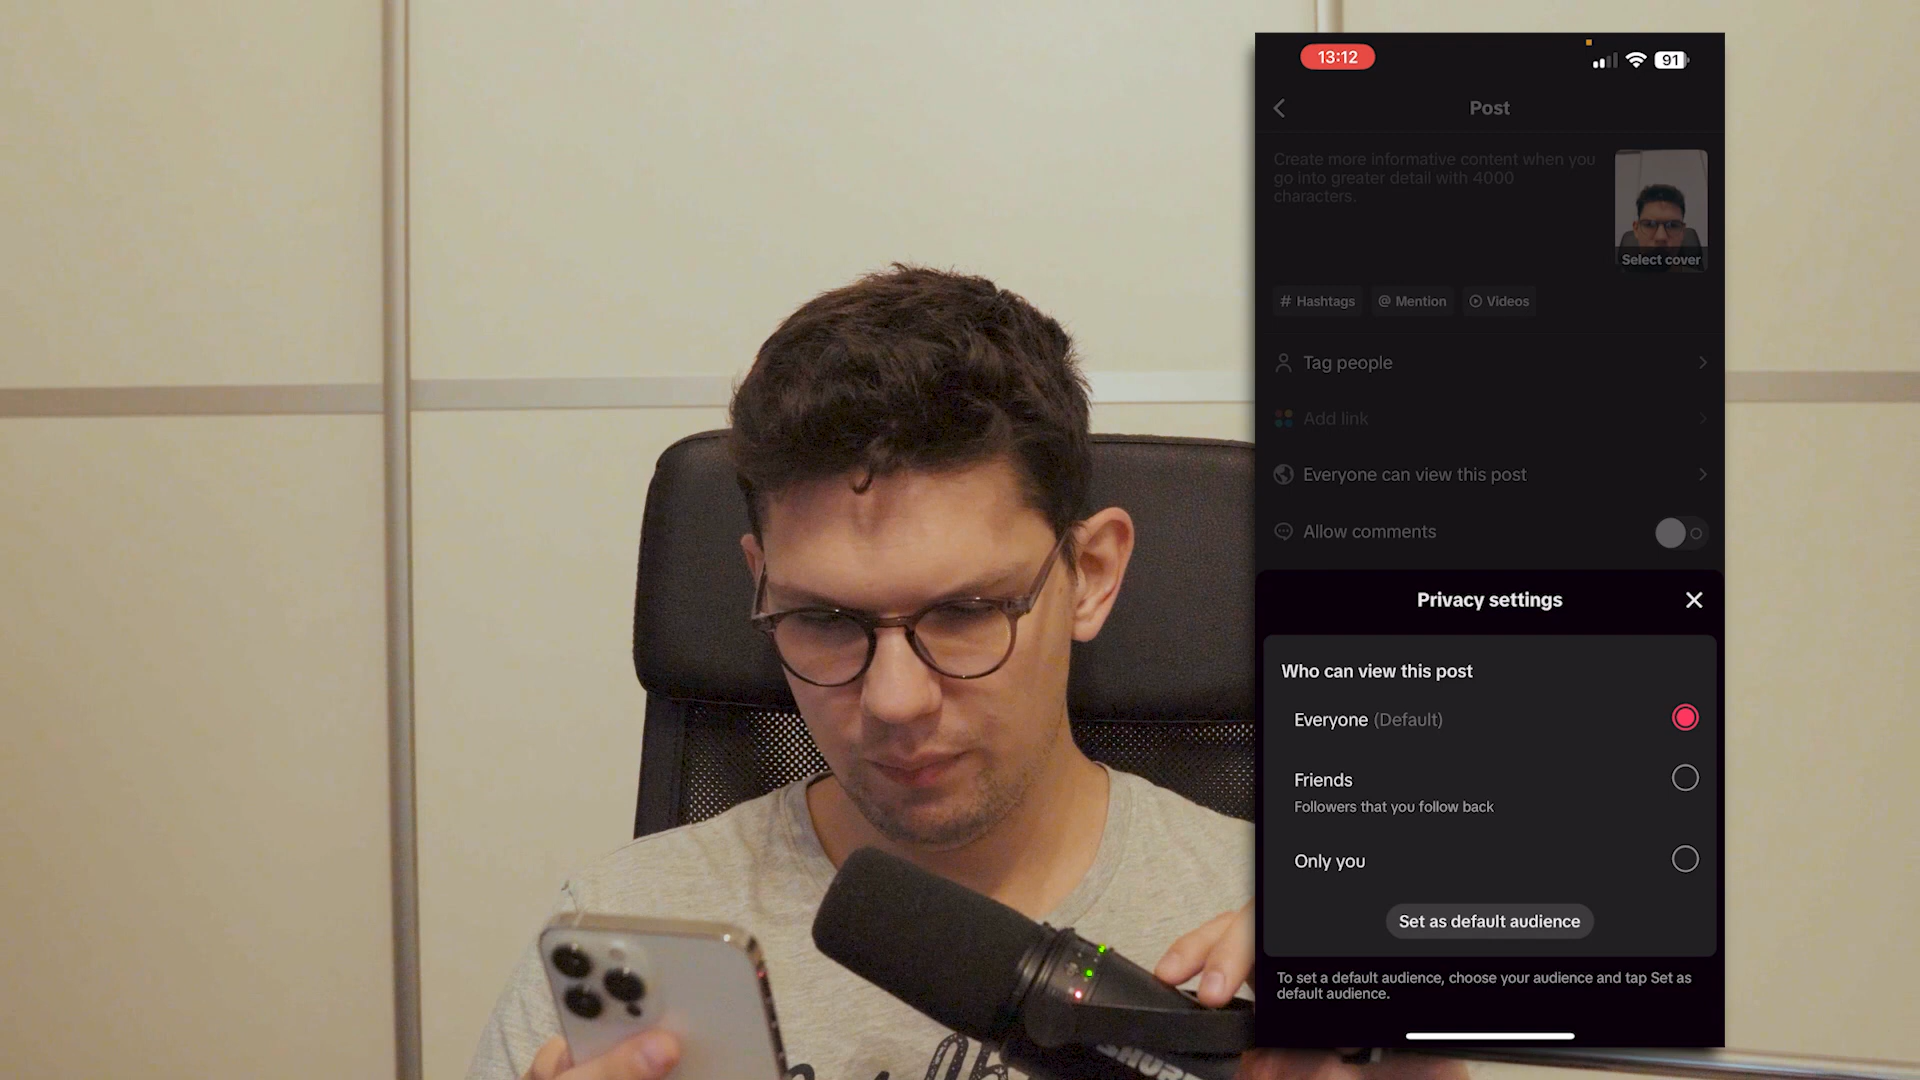 13:12
91
Post
Create more informative content when you
go into greater detail with 4000
characters.
Select cover
# Hashtags
@ Mention
Videos
Tag people
Add link
Everyone can view this post
Allow comments
Privacy settings
Who can view this post
Everyone (Default)
Friends
Followers that you follow back
Only you
Set as default audience
To set a default audience, choose your audience and tap Set as
default audience.
SHURE